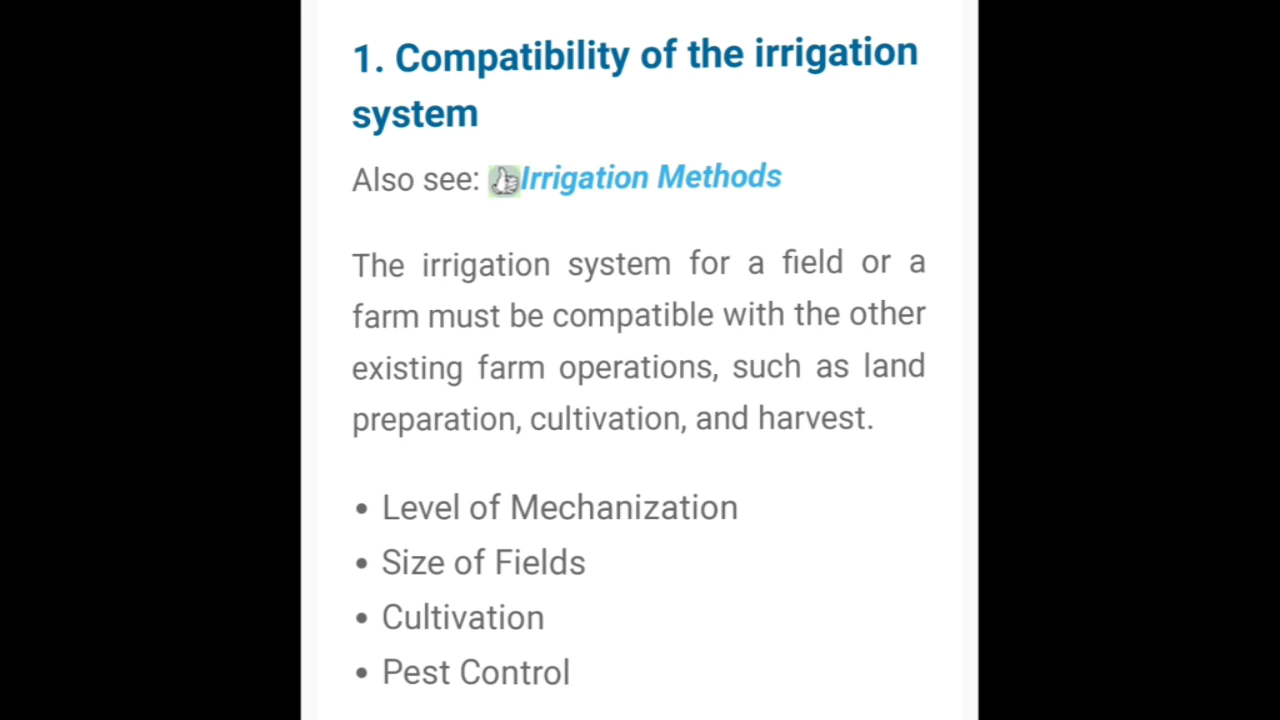 1. Compatibility of the irrigation
system
Also see: Irrigation Methods
The irrigation system for a field or a
farm must be compatible with the other
existing farm operations, such as land
preparation, cultivation, and harvest.
• Level of Mechanization
• Size of Fields
• Cultivation
• Pest Control